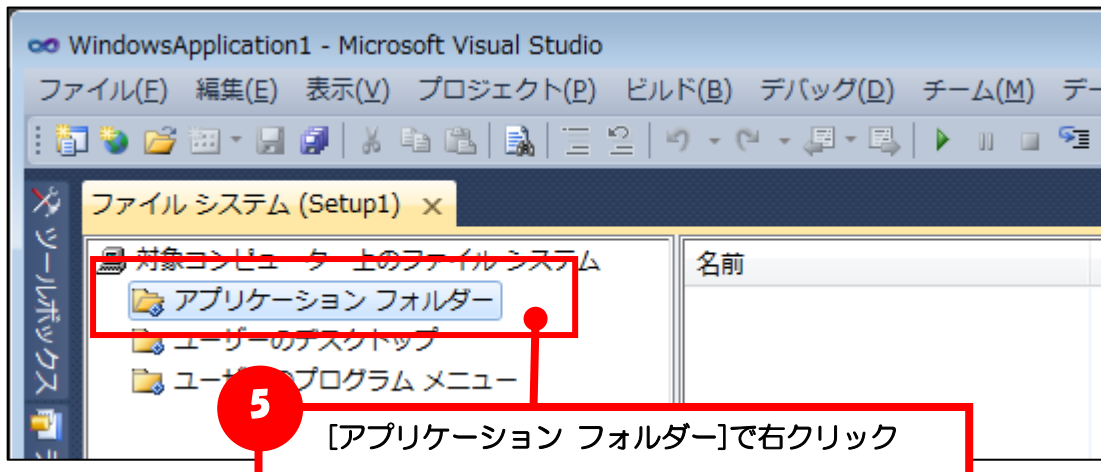 WindowsApplication1 - Microsoft Visual Studio
ファイル(F) 編集(E) 表示(V) プロジェクト(P) ビルド(B) デバッグ(D) チーム(M) デー
ファイル システム (Setup1) ×
ツールボックス
対象コンピューター上のファイル システム
名前
アプリケーション フォルダー
ユーザーのデスクトップ
ユーザーのプログラム メニュー
5
[アプリケーション フォルダー]で右クリック